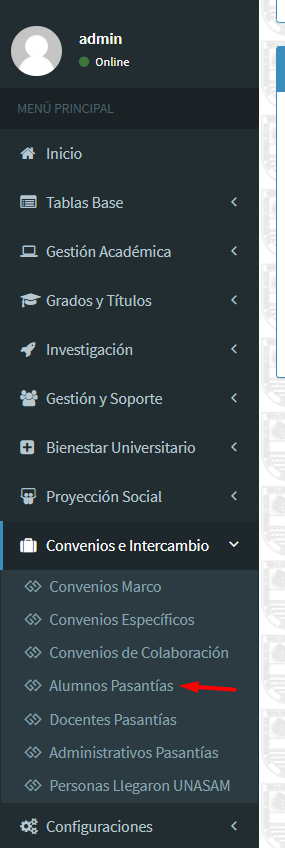 admin
Online
MENÚ PRINCIPAL
Inicio
Tablas Base
Gestión Académica
Grados y Títulos
Investigación
Gestión y Soporte
Bienestar Universitario
Proyección Social
Convenios e Intercambio
Convenios Marco
Convenios Específicos
Convenios de Colaboración
Alumnos Pasantías
Docentes Pasantías
Administrativos Pasantías
Personas Llegaron UNASAM
Configuraciones